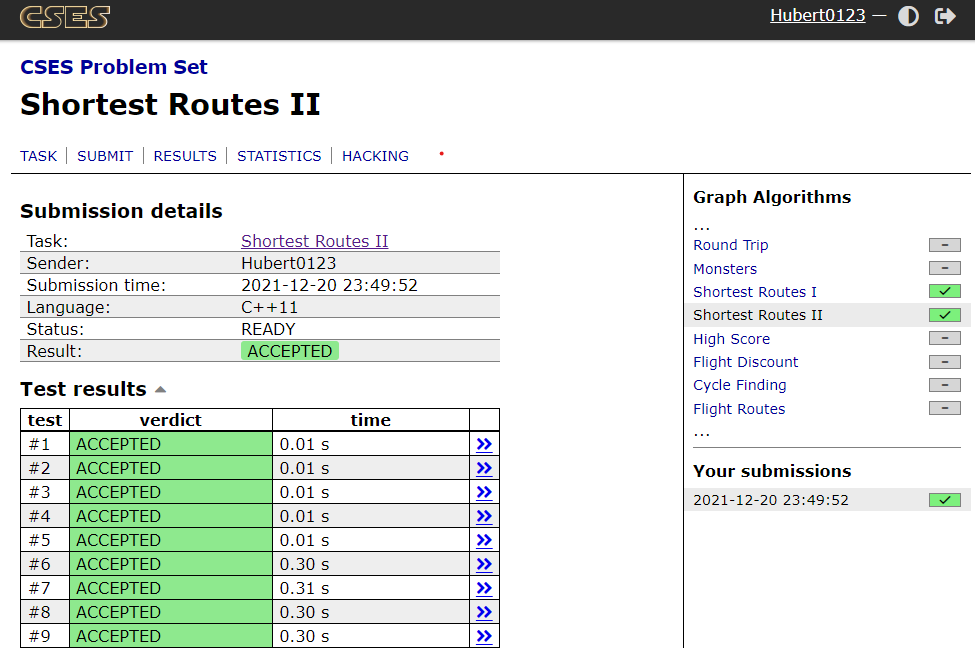 CSES
Hubert0123 —
CSES Problem Set
Shortest Routes II
TASK | SUBMIT | RESULTS | STATISTICS | HACKING
Submission details
Task: Shortest Routes II
Sender: Hubert0123
Submission time: 2021-12-20 23:49:52
Language: C++11
Status: READY
Result: ACCEPTED
Test results
test verdict time
#1 ACCEPTED 0.01 s »
#2 ACCEPTED 0.01 s »
#3 ACCEPTED 0.01 s »
#4 ACCEPTED 0.01 s »
#5 ACCEPTED 0.01 s »
#6 ACCEPTED 0.30 s »
#7 ACCEPTED 0.31 s »
#8 ACCEPTED 0.30 s »
#9 ACCEPTED 0.30 s »
Graph Algorithms
...
Round Trip –
Monsters –
Shortest Routes I ✓
Shortest Routes II ✓
High Score –
Flight Discount –
Cycle Finding –
Flight Routes –
...
Your submissions
2021-12-20 23:49:52 ✓